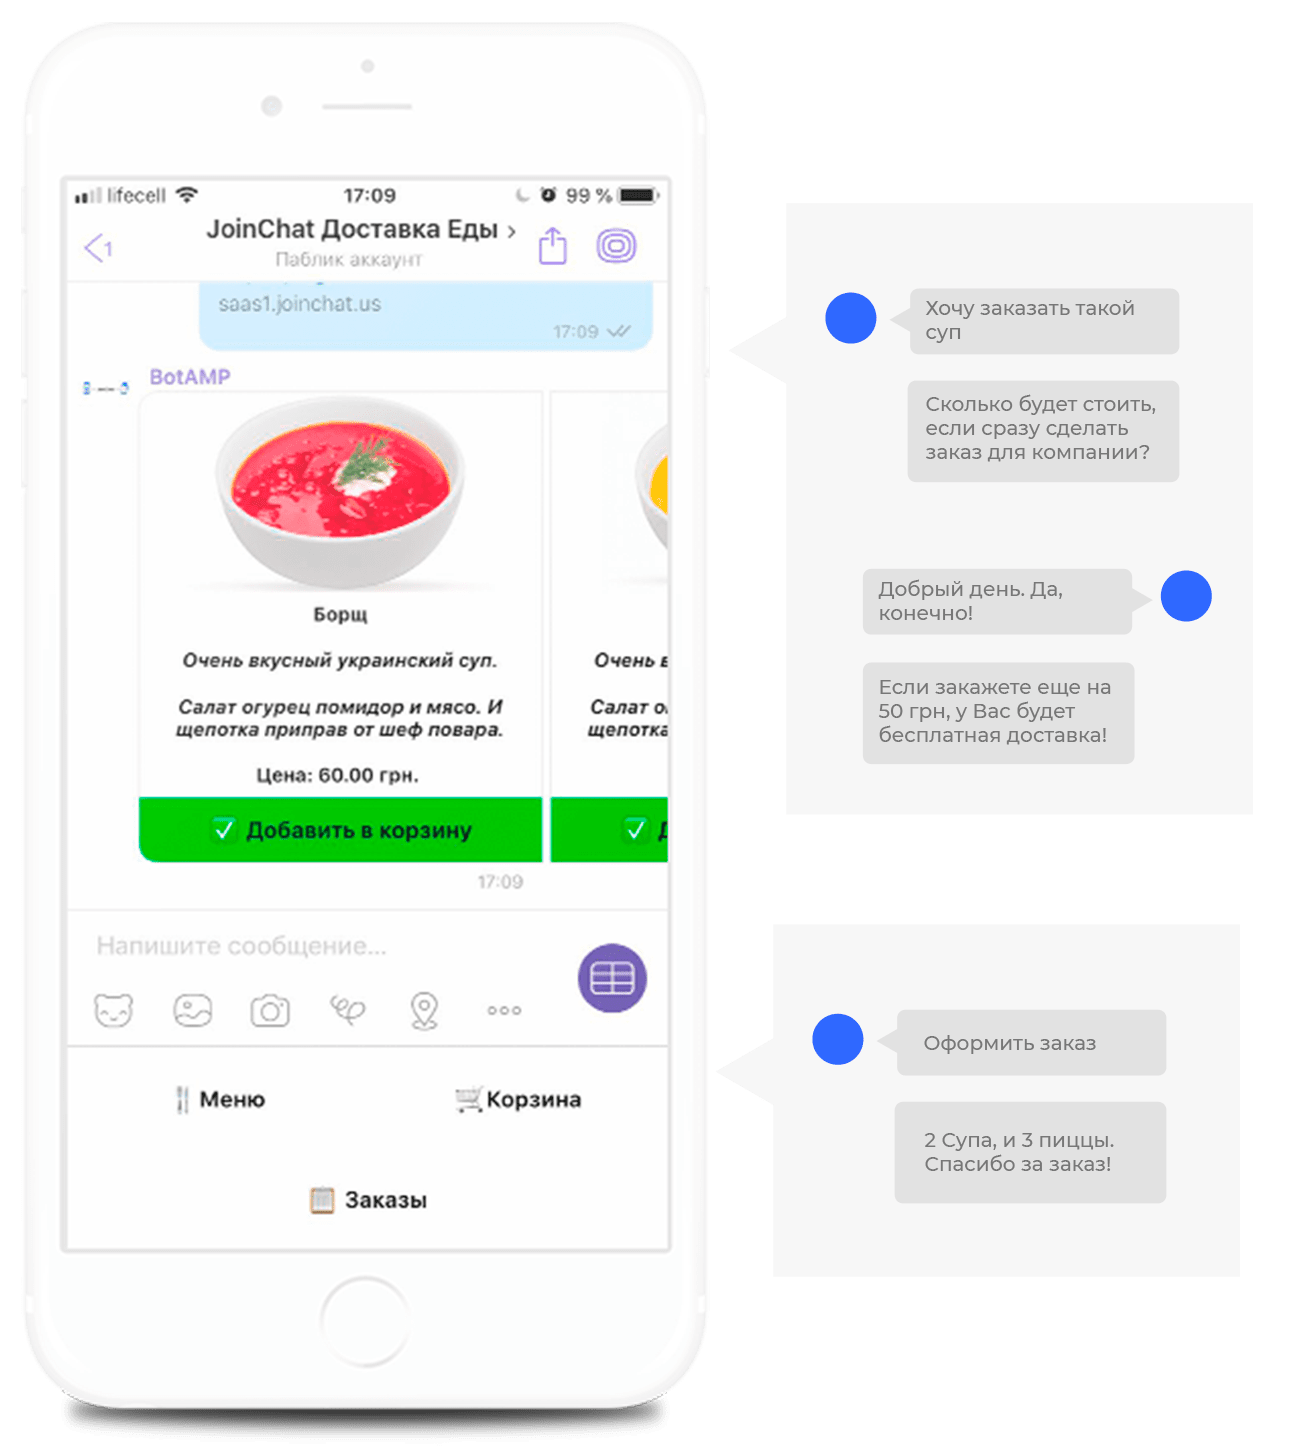 lifecell 17:09 99 %
JoinChat Доставка Еды ›
1
Паблик аккаунт
saas1.joinchat.us
17:09
BotAMP
Борщ
Очень вкусный украинский суп.
Очень в
Салат огурец помидор и мясо. И
Салат о
щепотка приправ от шеф повара.
щепотка
Цена: 60.00 грн.
Добавить в корзину
Д
17:09
Напишите сообщение...
Меню
Корзина
Заказы
Хочу заказать такой
суп
Сколько будет стоить,
если сразу сделать
заказ для компании?
Добрый день. Да,
конечно!
Если закажете еще на
50 грн, у Вас будет
бесплатная доставка!
Оформить заказ
2 Супа, и 3 пиццы.
Спасибо за заказ!